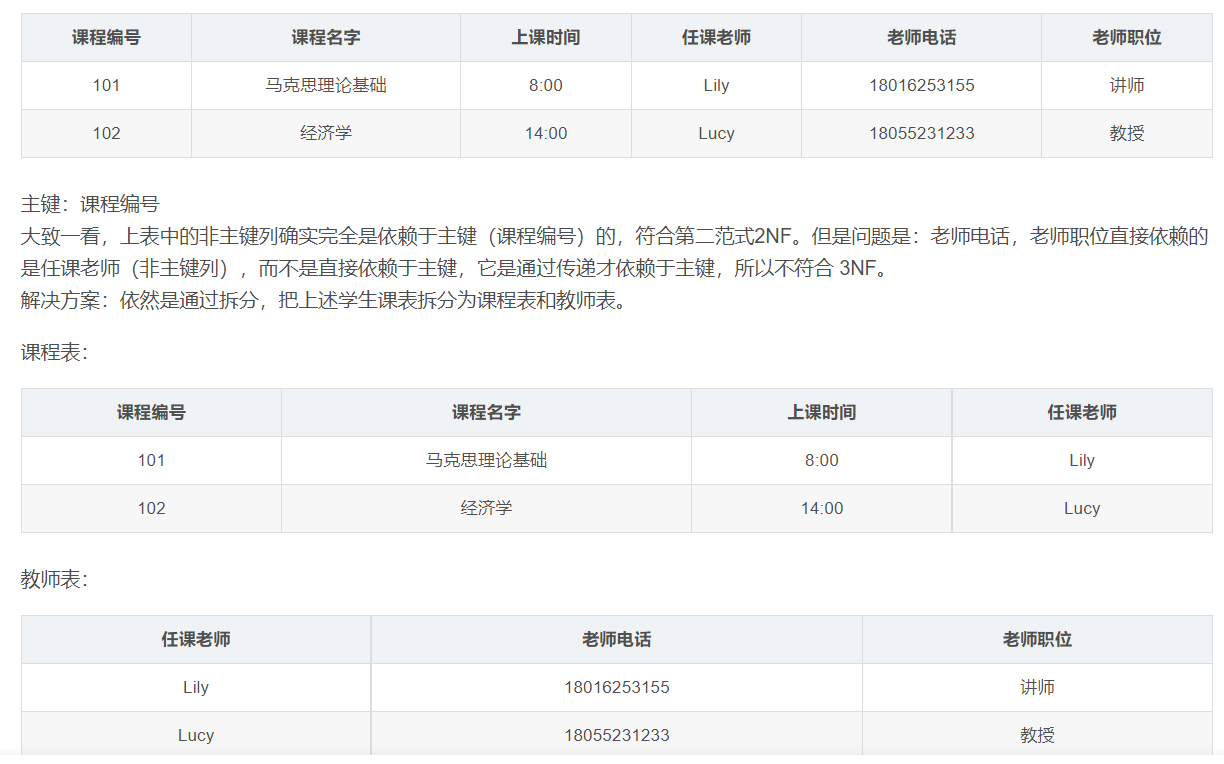 课程编号 课程名字 上课时间 任课老师 老师电话 老师职位
101 马克思理论基础 8:00 Lily 18016253155 讲师
102 经济学 14:00 Lucy 18055231233 教授
主键：课程编号
大致一看，上表中的非主键列确实完全是依赖于主键（课程编号）的，符合第二范式2NF。但是问题是：老师电话，老师职位直接依赖的
是任课老师（非主键列），而不是直接依赖于主键，它是通过传递才依赖于主键，所以不符合 3NF。
解决方案：依然是通过拆分，把上述学生课表拆分为课程表和教师表。
课程表：
课程编号 课程名字 上课时间 任课老师
101 马克思理论基础 8:00 Lily
102 经济学 14:00 Lucy
教师表：
任课老师 老师电话 老师职位
Lily 18016253155 讲师
Lucy 18055231233 教授